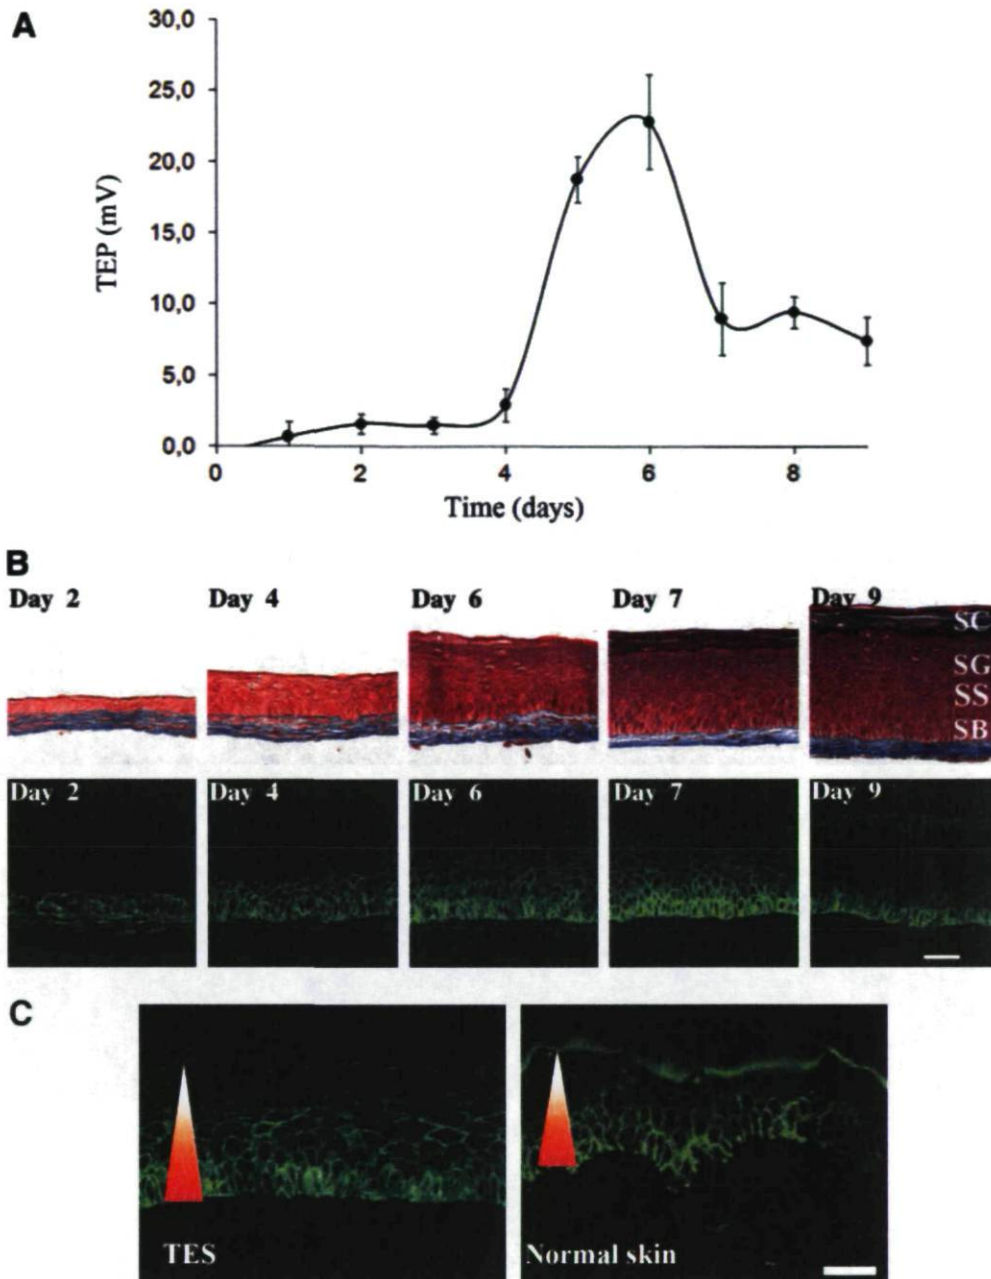 A
30,0
25,0
20,0
15,0
10,0
5,0
0,0
TEP (mV)
0 2 4 6 8
Time (days)
B
Day 2 Day 4 Day 6 Day 7 Day 9
SC
SG
SS
SB
Day 2 Day 4 Day 6 Day 7 Day 9
C
TES Normal skin